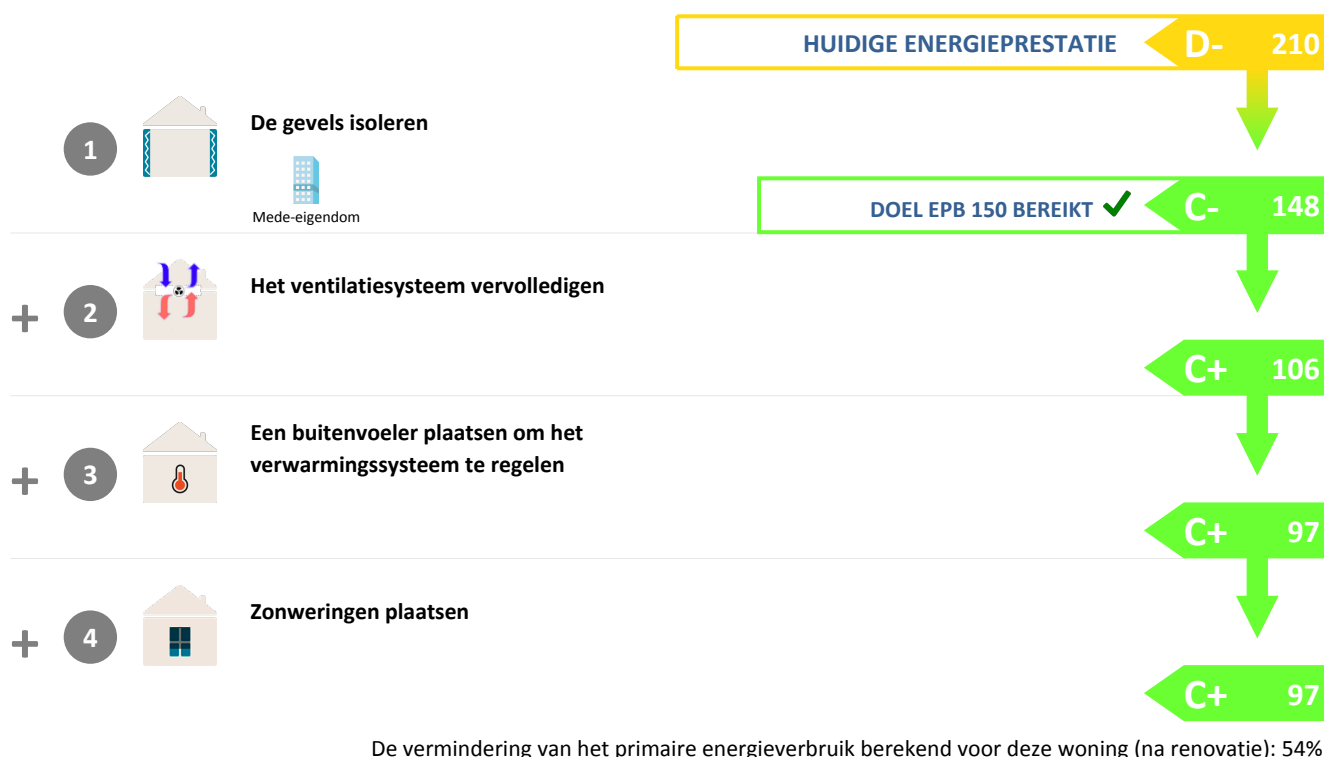 HUIDIGE ENERGIEPRESTATIE D- 210
1 De gevels isoleren
Mede-eigendom
DOEL EPB 150 BEREIKT ✓ C- 148
+ 2 Het ventilatiesysteem vervolledigen
C+ 106
+ 3 Een buitenvoeler plaatsen om het
verwarmingssysteem te regelen
C+ 97
+ 4 Zonweringen plaatsen
C+ 97
De vermindering van het primaire energieverbruik berekend voor deze woning (na renovatie): 54%